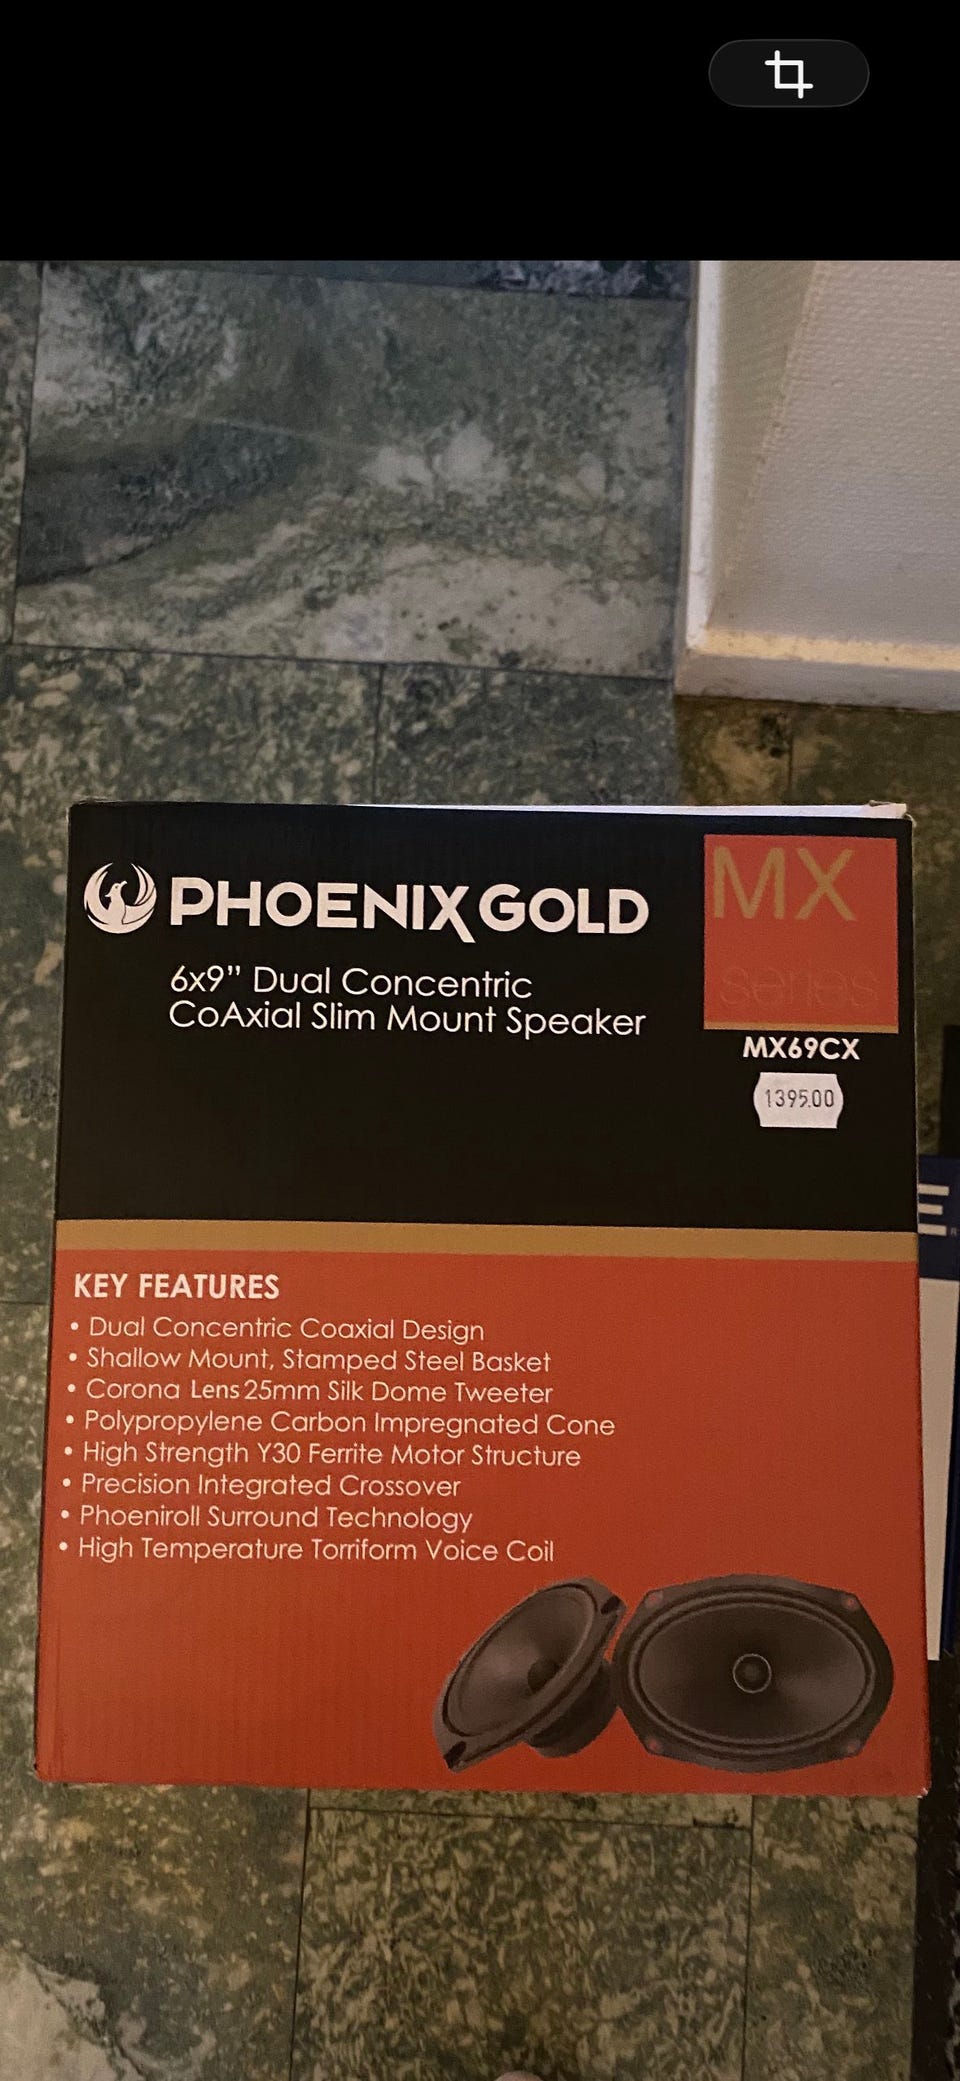 PHOENIX GOLD
6x9" Dual Concentric
CoAxial Slim Mount Speaker
MX
series
MX69CX
1395.00
E
KEY FEATURES
• Dual Concentric Coaxial Design
• Shallow Mount, Stamped Steel Basket
• Corona Lens 25mm Silk Dome Tweeter
• Polypropylene Carbon Impregnated Cone
• High Strength Y30 Ferrite Motor Structure
• Precision Integrated Crossover
• Phoeniroll Surround Technology
• High Temperature Torriform Voice Coil